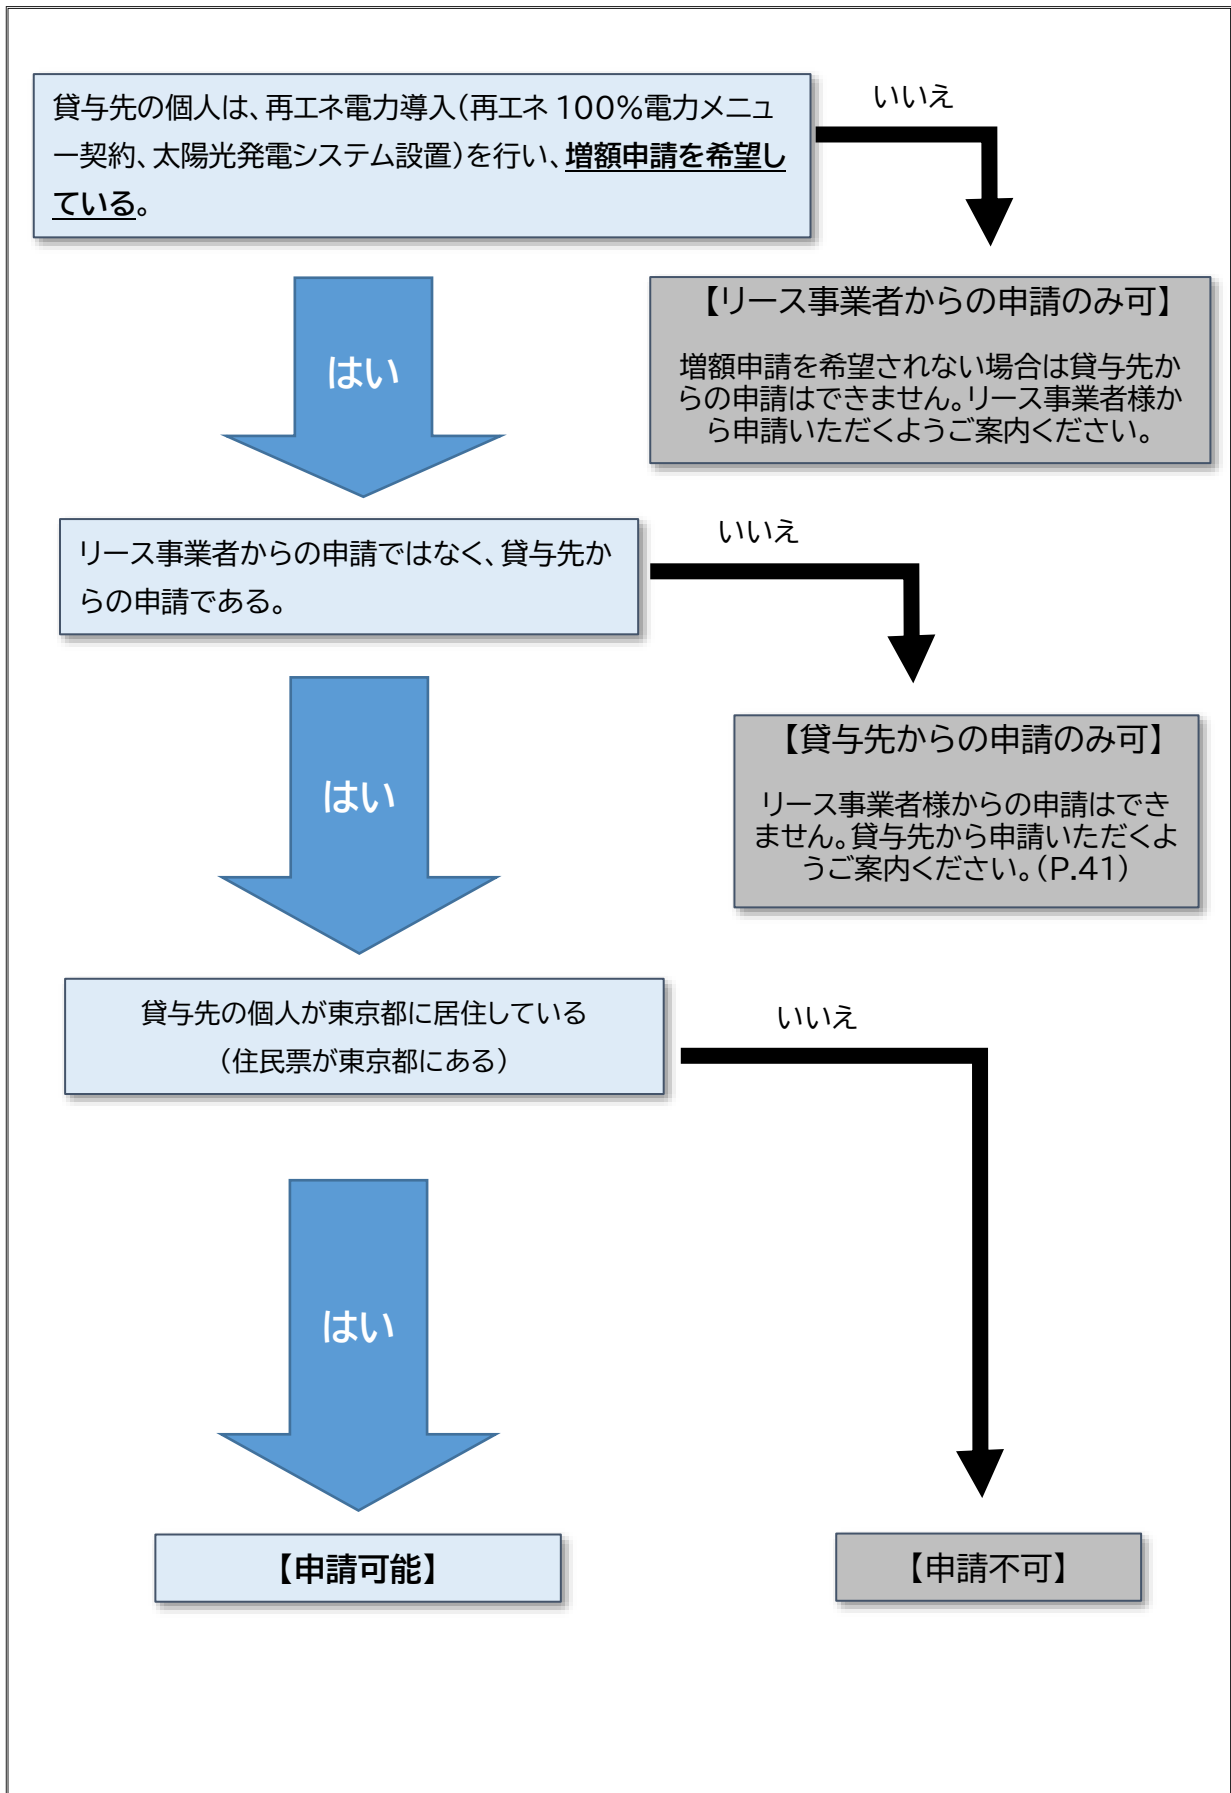 貸与先の個人は、再エネ電力導入(再エネ 100%電力メニュ
ー契約、太陽光発電システム設置)を行い、増額申請を希望し
ている。
いいえ
はい
【リース事業者からの申請のみ可】
増額申請を希望されない場合は貸与先か
らの申請はできません。リース事業者様か
ら申請いただくようご案内ください。
リース事業者からの申請ではなく、貸与先か
らの申請である。
いいえ
はい
【貸与先からの申請のみ可】
リース事業者様からの申請はでき
ません。貸与先から申請いただくよ
うご案内ください。(P.41)
貸与先の個人が東京都に居住している
(住民票が東京都にある)
いいえ
はい
【申請可能】
【申請不可】